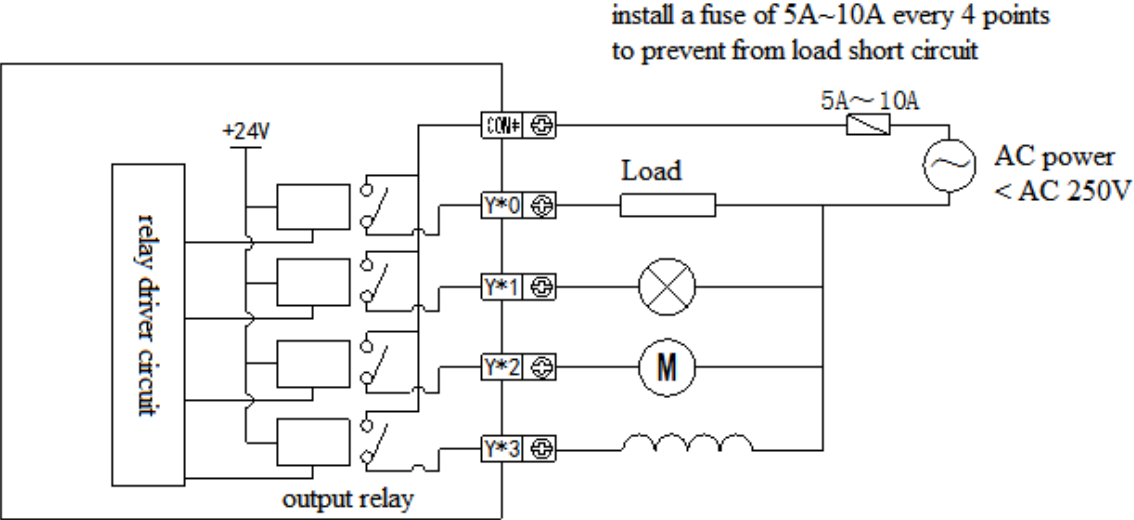 install a fuse of 5A~10A every 4 points
to prevent from load short circuit
5A～10A
+24V
COM*
AC power
< AC 250V
Load
Y*0
relay driver circuit
Y*1
Y*2
M
Y*3
output relay